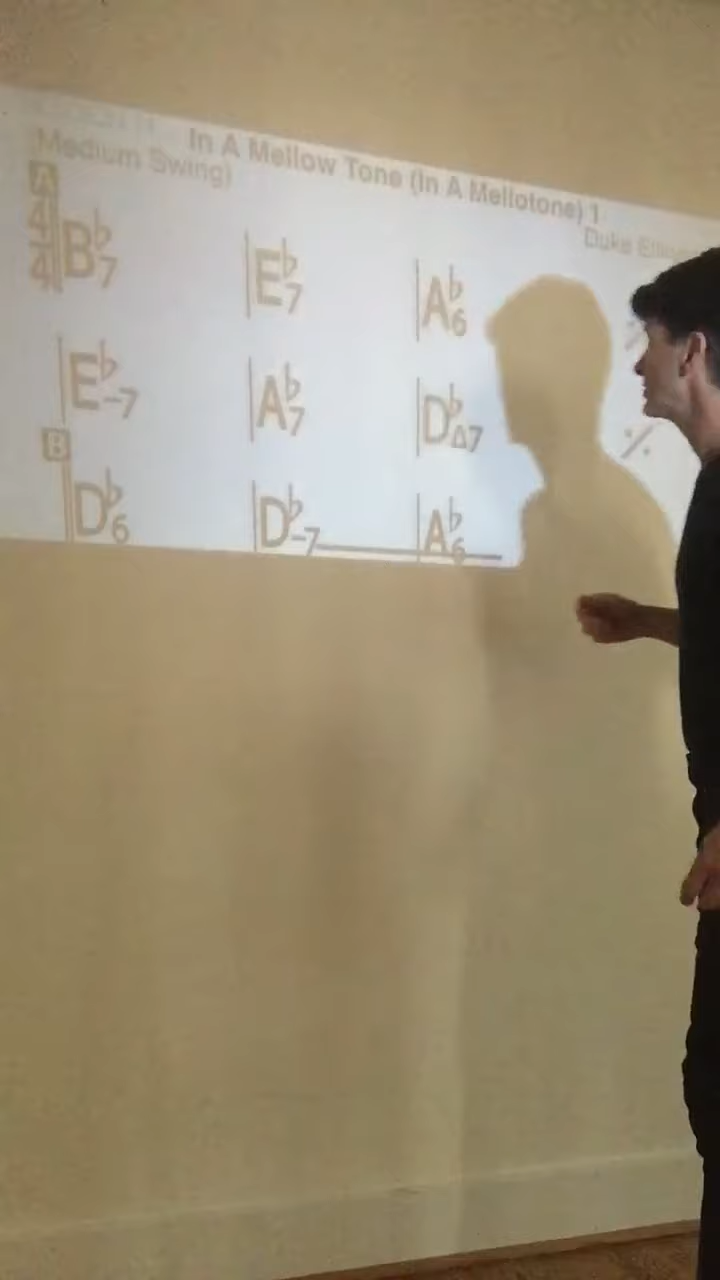 In A Mellow Tone (In A Mellotone) 1
(Medium Swing)
Duke
A
4/4 | B♭7 | E♭7 | A♭6 | 𝄎
| E♭-7 | A♭7 | D♭Δ7 | 𝄎
B
| D♭6 | D♭-7 | A♭6